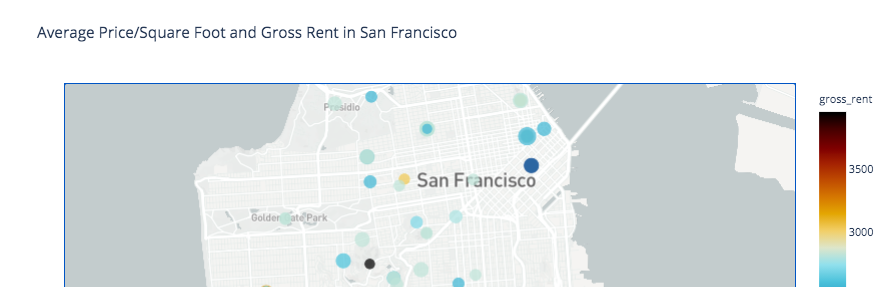 Average Price/Square Foot and Gross Rent in San Francisco
gross_rent
Presidio
3500
San Francisco
Golden Gate Park
3000